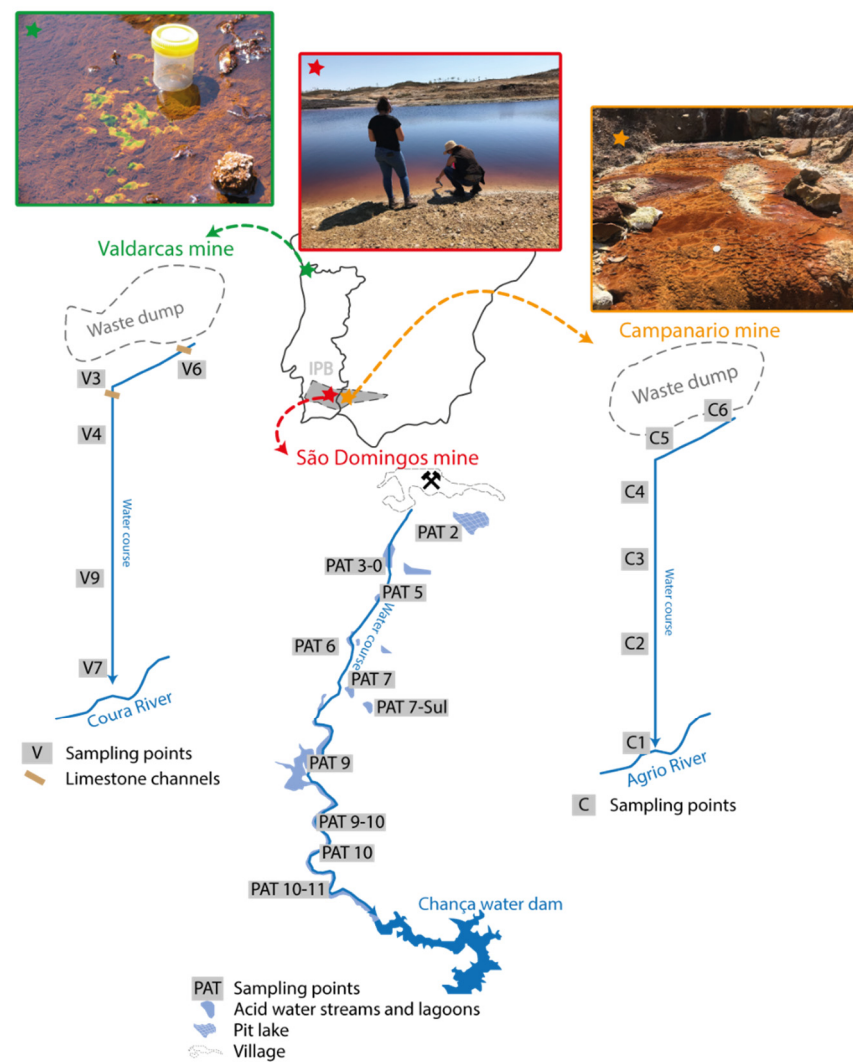 Valdarcas mine
Waste dump
V6
V3
V4
Water course
V9
V7
Coura River
V Sampling points
Limestone channels
IPB
São Domingos mine
PAT 2
PAT 3-0
PAT 5
Water course
PAT 6
PAT 7
PAT 7-Sul
PAT 9
PAT 9-10
PAT 10
PAT 10-11
Chança water dam
PAT Sampling points
Acid water streams and lagoons
Pit lake
Village
Campanario mine
Waste dump
C6
C5
C4
C3
Water course
C2
C1
Agrio River
C Sampling points